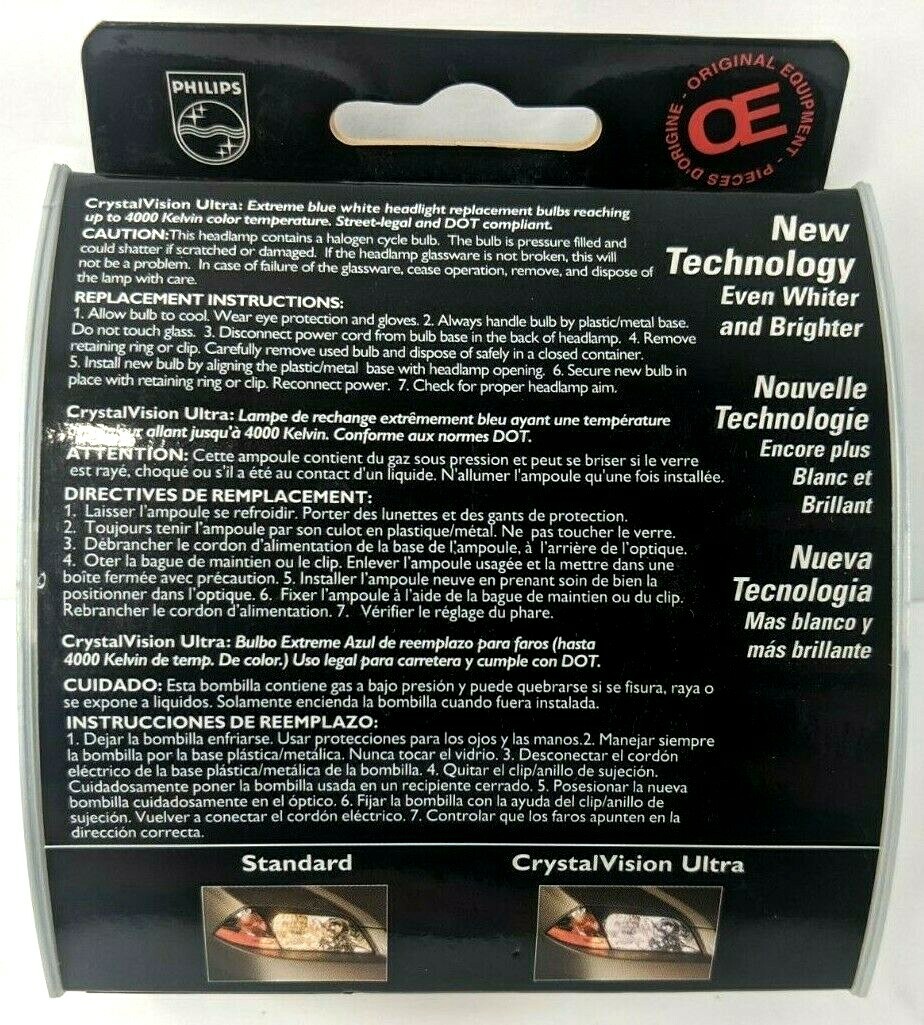 PHILIPS
ORIGINAL EQUIPMENT - PIECES D'ORIGINE -
OE
CrystalVision Ultra: Extreme blue white headlight replacement bulbs reaching
up to 4000 Kelvin color temperature. Street-legal and DOT compliant.
CAUTION:This headlamp contains a halogen cycle bulb. The bulb is pressure filled and
could shatter if scratched or damaged. If the headlamp glassware is not broken, this will
not be a problem. In case of failure of the glassware, cease operation, remove, and dispose of
the lamp with care.
REPLACEMENT INSTRUCTIONS:
1. Allow bulb to cool. Wear eye protection and gloves. 2. Always handle bulb by plastic/metal base.
Do not touch glass. 3. Disconnect power cord from bulb base in the back of headlamp. 4. Remove
retaining ring or clip. Carefully remove used bulb and dispose of safely in a closed container.
5. Install new bulb by aligning the plastic/metal base with headlamp opening. 6. Secure new bulb in
place with retaining ring or clip. Reconnect power. 7. Check for proper headlamp aim.
CrystalVision Ultra: Lampe de rechange extrêmement bleu ayant une température
allant jusqu'à 4000 Kelvin. Conforme aux normes DOT.
ATTENTION: Cette ampoule contient du gaz sous pression et peut se briser si le verre
est rayé, choqué ou s'il a été au contact d'un liquide. N'allumer l'ampoule qu'une fois installée.
DIRECTIVES DE REMPLACEMENT:
1. Laisser l'ampoule se refroidir. Porter des lunettes et des gants de protection.
2. Toujours tenir l'ampoule par son culot en plastique/métal. Ne pas toucher le verre.
3. Débrancher le cordon d'alimentation de la base de l'ampoule, à l'arrière de l'optique.
4. Oter la bague de maintien ou le clip. Enlever l'ampoule usagée et la mettre dans une
boîte fermée avec précaution. 5. Installer l'ampoule neuve en prenant soin de bien la
positionner dans l'optique. 6. Fixer l'ampoule à l'aide de la bague de maintien ou du clip.
Rebrancher le cordon d'alimentation. 7. Vérifier le réglage du phare.
CrystalVision Ultra: Bulbo Extreme Azul de reemplazo para faros (hasta
4000 Kelvin de temp. De color.) Uso legal para carretera y cumple con DOT.
CUIDADO: Esta bombilla contiene gas a bajo presión y puede quebrarse si se fisura, raya o
se expone a liquidos. Solamente encienda la bombilla cuando fuera instalada.
INSTRUCCIONES DE REEMPLAZO:
1. Dejar la bombilla enfriarse. Usar protecciones para los ojos y las manos.2. Manejar siempre
la bombilla por la base plástica/metálica. Nunca tocar el vidrio. 3. Desconectar el cordón
eléctrico de la base plástica/metálica de la bombilla. 4. Quitar el clip/anillo de sujeción.
Cuidadosamente poner la bombilla usada en un recipiente cerrado. 5. Posesionar la nueva
bombilla cuidadosamente en el óptico. 6. Fijar la bombilla con la ayuda del clip/anillo de
sujeción. Vuelver a conectar el cordón eléctrico. 7. Controlar que los faros apunten en la
dirección correcta.
New
Technology
Even Whiter
and Brighter
Nouvelle
Technologie
Encore plus
Blanc et
Brillant
Nueva
Tecnologia
Mas blanco y
más brillante
Standard
CrystalVision Ultra